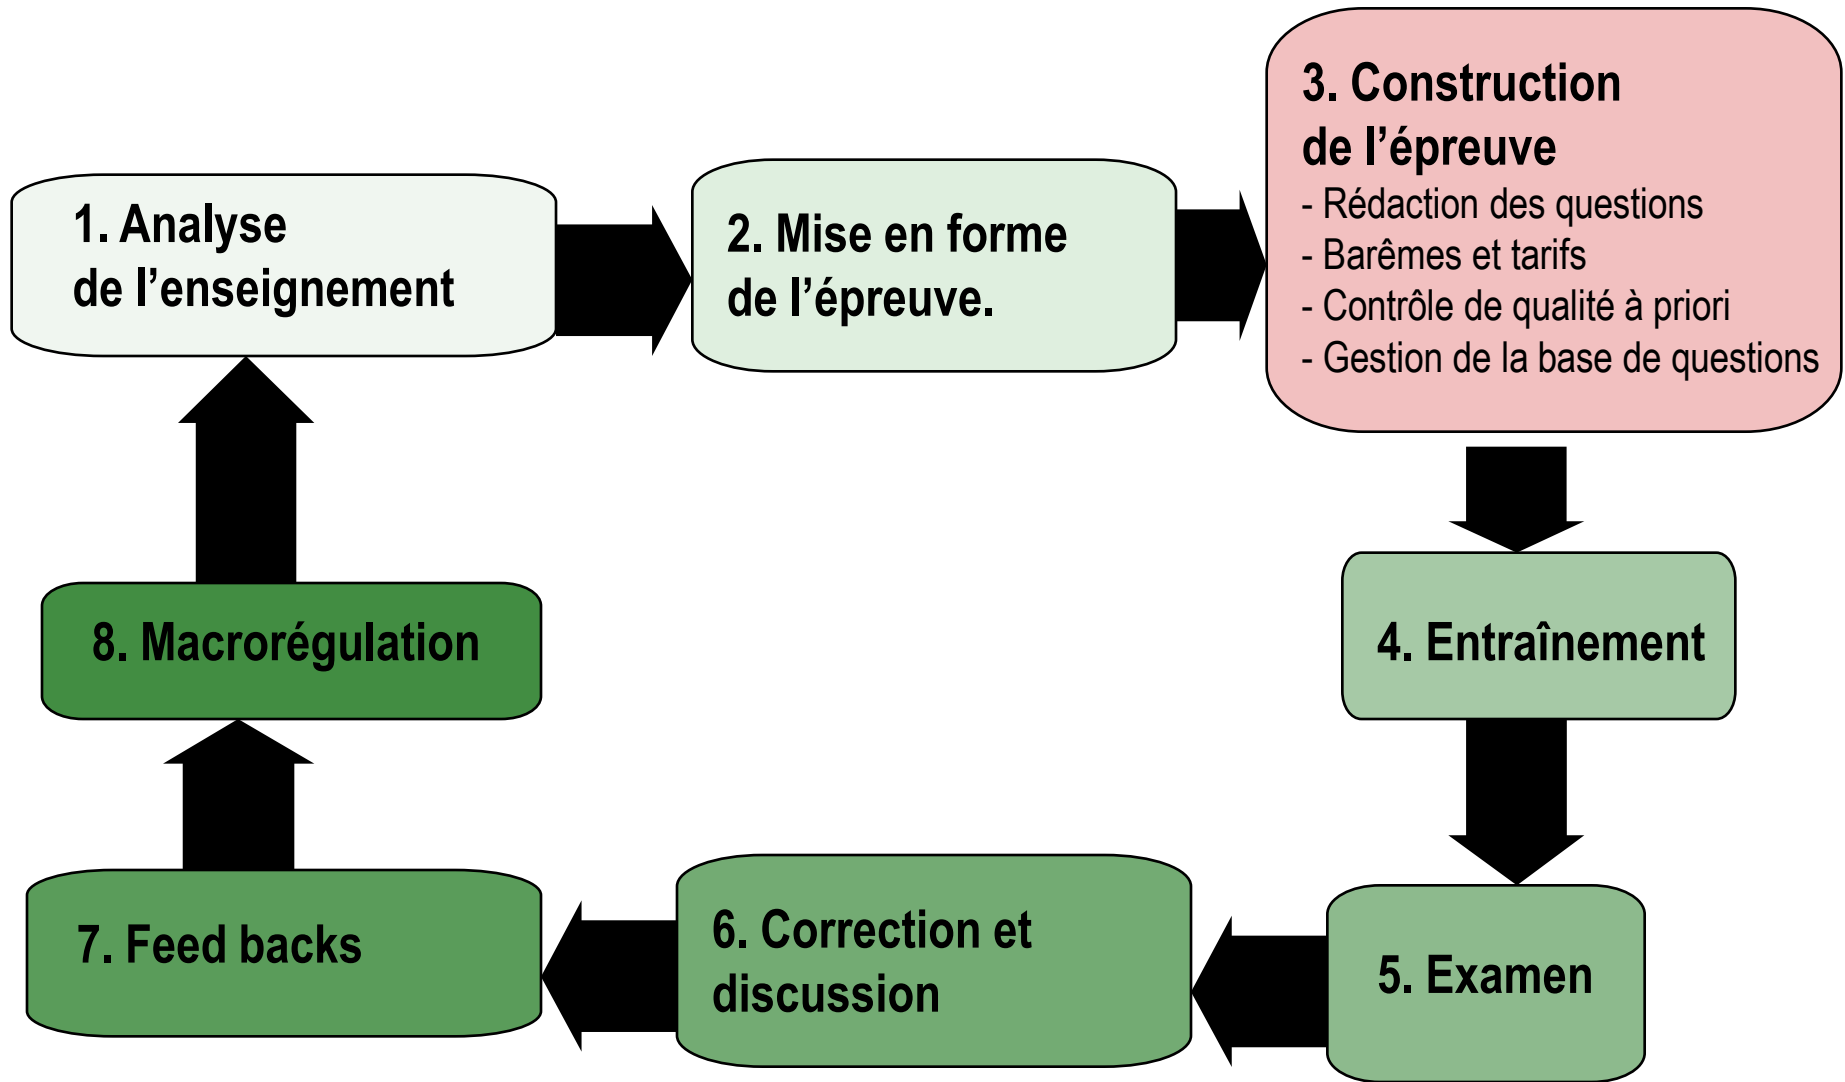 1. Analyse
de l’enseignement
2. Mise en forme
de l’épreuve.
3. Construction
de l’épreuve
- Rédaction des questions
- Barêmes et tarifs
- Contrôle de qualité à priori
- Gestion de la base de questions
4. Entraînement
5. Examen
6. Correction et
discussion
7. Feed backs
8. Macrorégulation